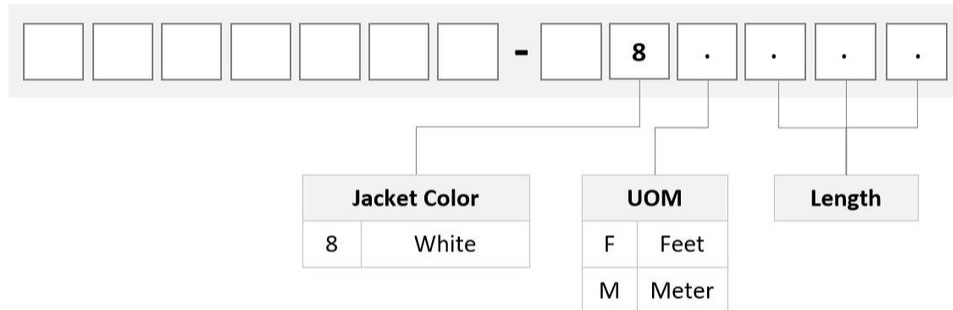 - 8 . . . .
Jacket Color UOM Length
8 White F Feet
M Meter